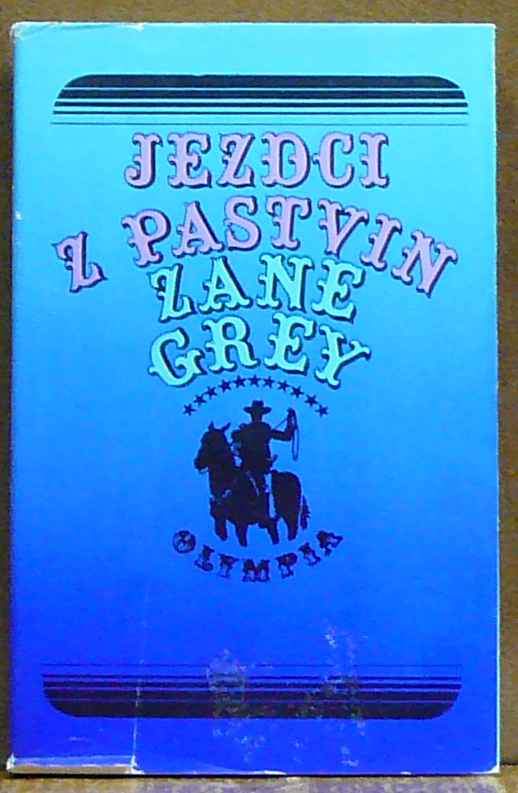 JEZDCI
Z PASTVIN
ZANE
GREY
OLYMPIA